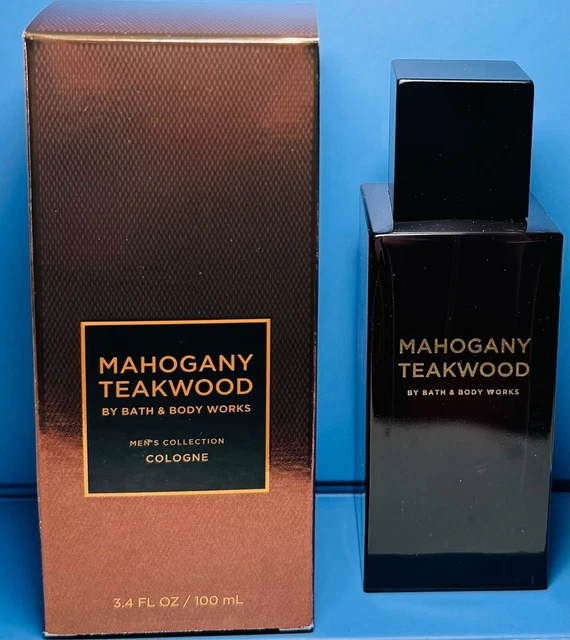 MAHOGANY
TEAKWOOD
BY BATH & BODY WORKS
MEN'S COLLECTION
COLOGNE
3.4 FL OZ / 100 mL
MAHOGANY
TEAKWOOD
BY BATH & BODY WORKS